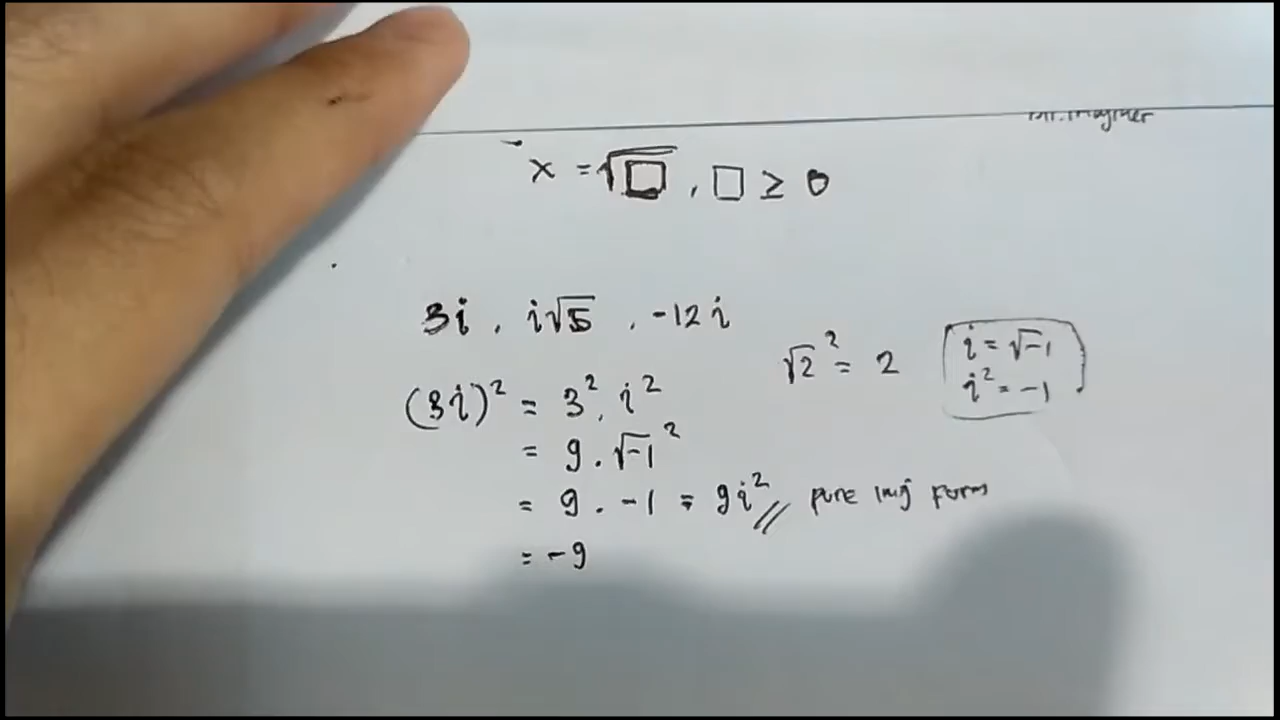 x = √□ , □ ≥ 0
3i , i√5 , -12i
√2² = 2
i = √-1
i² = -1
(3i)² = 3² . i²
= 9 . √-1²
= 9 . -1 = 9i² // pure imj form
= -9